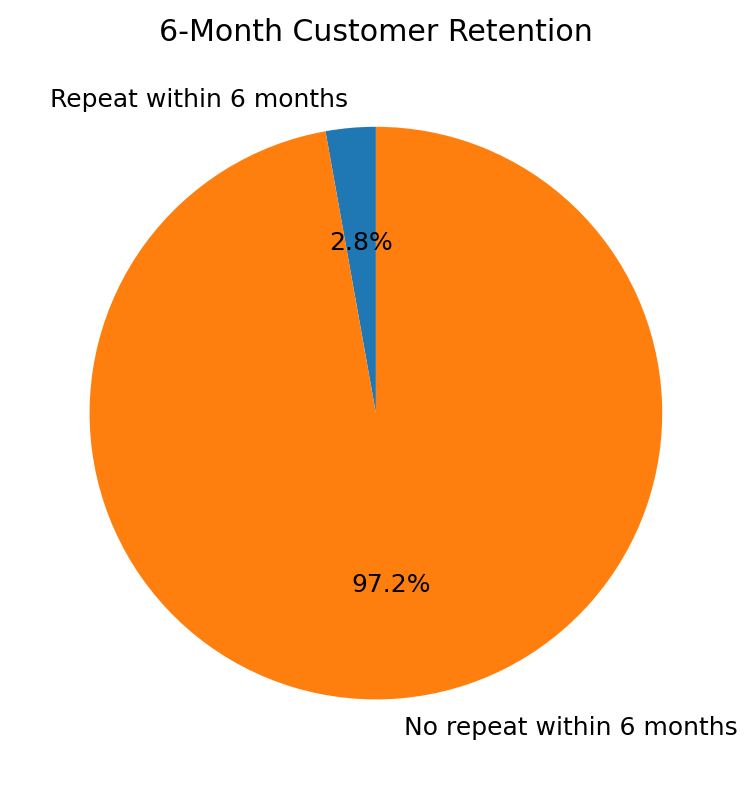 6-Month Customer Retention
Repeat within 6 months
2.8%
97.2%
No repeat within 6 months